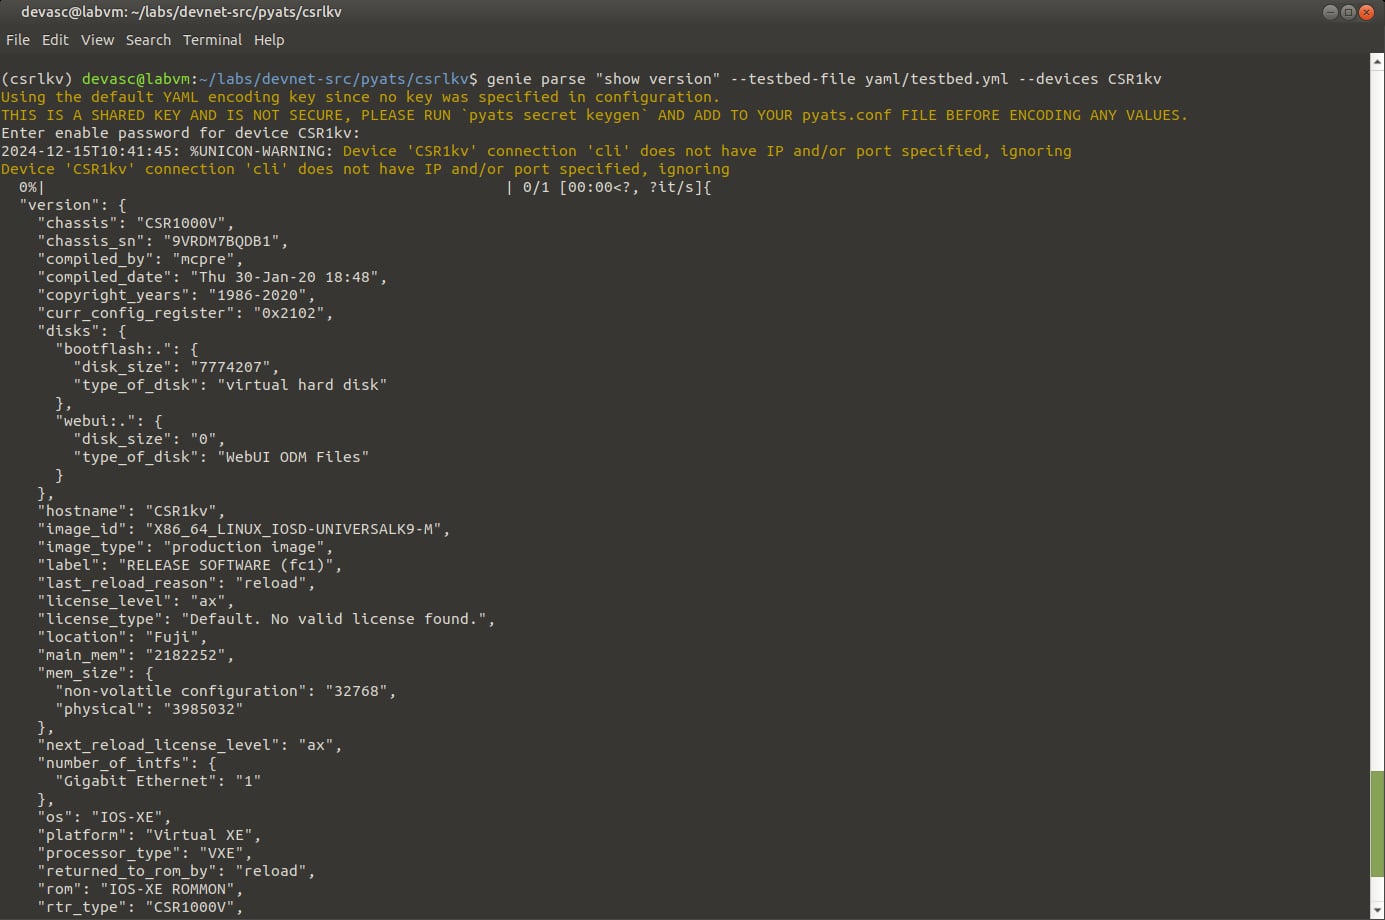 devasc@labvm: ~/labs/devnet-src/pyats/csrlkv
File Edit View Search Terminal Help
(csrlkv) devasc@labvm:~/labs/devnet-src/pyats/csrlkv$ genie parse "show version" --testbed-file yaml/testbed.yml --devices CSR1kv
Using the default YAML encoding key since no key was specified in configuration.
THIS IS A SHARED KEY AND IS NOT SECURE, PLEASE RUN `pyats secret keygen` AND ADD TO YOUR pyats.conf FILE BEFORE ENCODING ANY VALUES.
Enter enable password for device CSR1kv:
2024-12-15T10:41:45: %UNICON-WARNING: Device 'CSR1kv' connection 'cli' does not have IP and/or port specified, ignoring
Device 'CSR1kv' connection 'cli' does not have IP and/or port specified, ignoring
  0%|                                                   | 0/1 [00:00<?, ?it/s]{
  "version": {
    "chassis": "CSR1000V",
    "chassis_sn": "9VRDM7BQDB1",
    "compiled_by": "mcpre",
    "compiled_date": "Thu 30-Jan-20 18:48",
    "copyright_years": "1986-2020",
    "curr_config_register": "0x2102",
    "disks": {
      "bootflash:.": {
        "disk_size": "7774207",
        "type_of_disk": "virtual hard disk"
      },
      "webui:.": {
        "disk_size": "0",
        "type_of_disk": "WebUI ODM Files"
      }
    },
    "hostname": "CSR1kv",
    "image_id": "X86_64_LINUX_IOSD-UNIVERSALK9-M",
    "image_type": "production image",
    "label": "RELEASE SOFTWARE (fc1)",
    "last_reload_reason": "reload",
    "license_level": "ax",
    "license_type": "Default. No valid license found.",
    "location": "Fuji",
    "main_mem": "2182252",
    "mem_size": {
      "non-volatile configuration": "32768",
      "physical": "3985032"
    },
    "next_reload_license_level": "ax",
    "number_of_intfs": {
      "Gigabit Ethernet": "1"
    },
    "os": "IOS-XE",
    "platform": "Virtual XE",
    "processor_type": "VXE",
    "returned_to_rom_by": "reload",
    "rom": "IOS-XE ROMMON",
    "rtr_type": "CSR1000V",